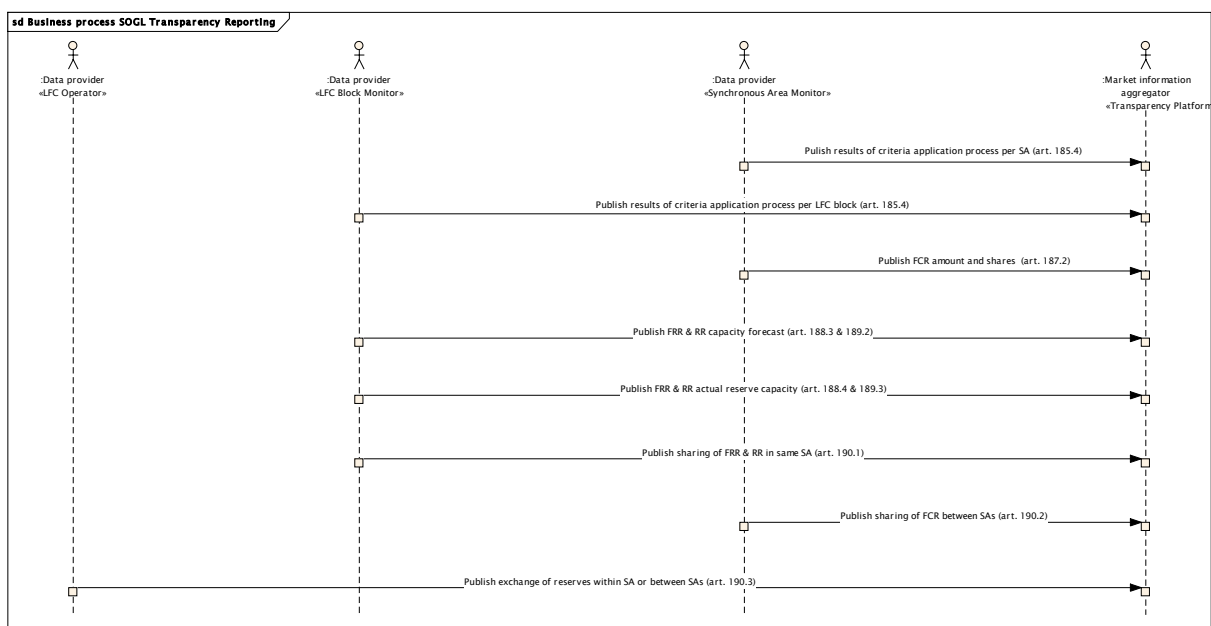 sd Business process SOGL Transparency Reporting
:Data provider
«LFC Operator»
:Data provider
«LFC Block Monitor»
:Data provider
«Synchronous Area Monitor»
:Market information
aggregator
«Transparency Platform
Pulish results of criteria application process per SA (art. 185.4)
Publish results of criteria application process per LFC block (art. 185.4)
Publish FCR amount and shares (art. 187.2)
Publish FRR & RR capacity forecast (art. 188.3 & 189.2)
Publish FRR & RR actual reserve capacity (art. 188.4 & 189.3)
Publish sharing of FRR & RR in same SA (art. 190.1)
Publish sharing of FCR between SAs (art. 190.2)
Publish exchange of reserves within SA or between SAs (art. 190.3)